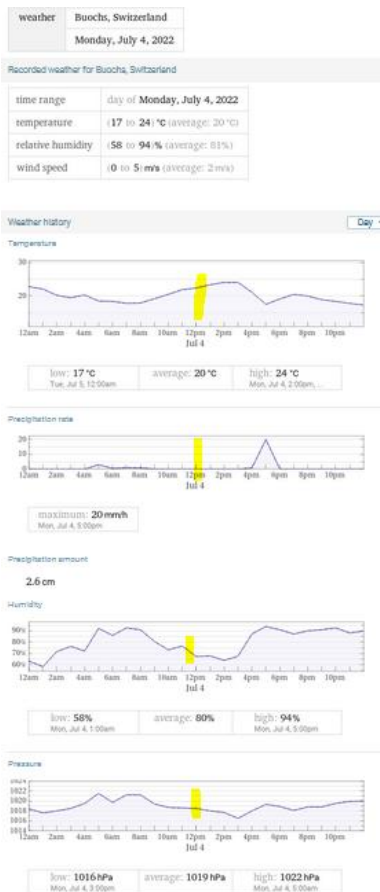 weather Buochs, Switzerland
Monday, July 4, 2022
Recorded weather for Buochs, Switzerland
time range day of Monday, July 4, 2022
temperature (17 to 24) °C (average: 20 °C)
relative humidity (58 to 94)% (average: 81%)
wind speed (0 to 5) m/s (average: 2 m/s)
Weather history Day
Temperature
30
20
12am 2am 4am 6am 8am 10am 12pm 2pm 4pm 6pm 8pm 10pm
Jul 4
low: 17 °C average: 20 °C high: 24 °C
Tue, Jul 5, 12:00am Mon, Jul 4, 2:00pm, ...
Precipitation rate
20
10
0
12am 2am 4am 6am 8am 10am 12pm 2pm 4pm 6pm 8pm 10pm
Jul 4
maximum: 20 mm/h
Mon, Jul 4, 5:00pm
Precipitation amount
2.6 cm
Humidity
90%
80%
70%
60%
12am 2am 4am 6am 8am 10am 12pm 2pm 4pm 6pm 8pm 10pm
Jul 4
low: 58% average: 80% high: 94%
Mon, Jul 4, 1:00am Mon, Jul 4, 5:00pm
Pressure
1024
1022
1020
1018
1016
1014
12am 2am 4am 6am 8am 10am 12pm 2pm 4pm 6pm 8pm 10pm
Jul 4
low: 1016 hPa average: 1019 hPa high: 1022 hPa
Mon, Jul 4, 3:00pm Mon, Jul 4, 5:00am